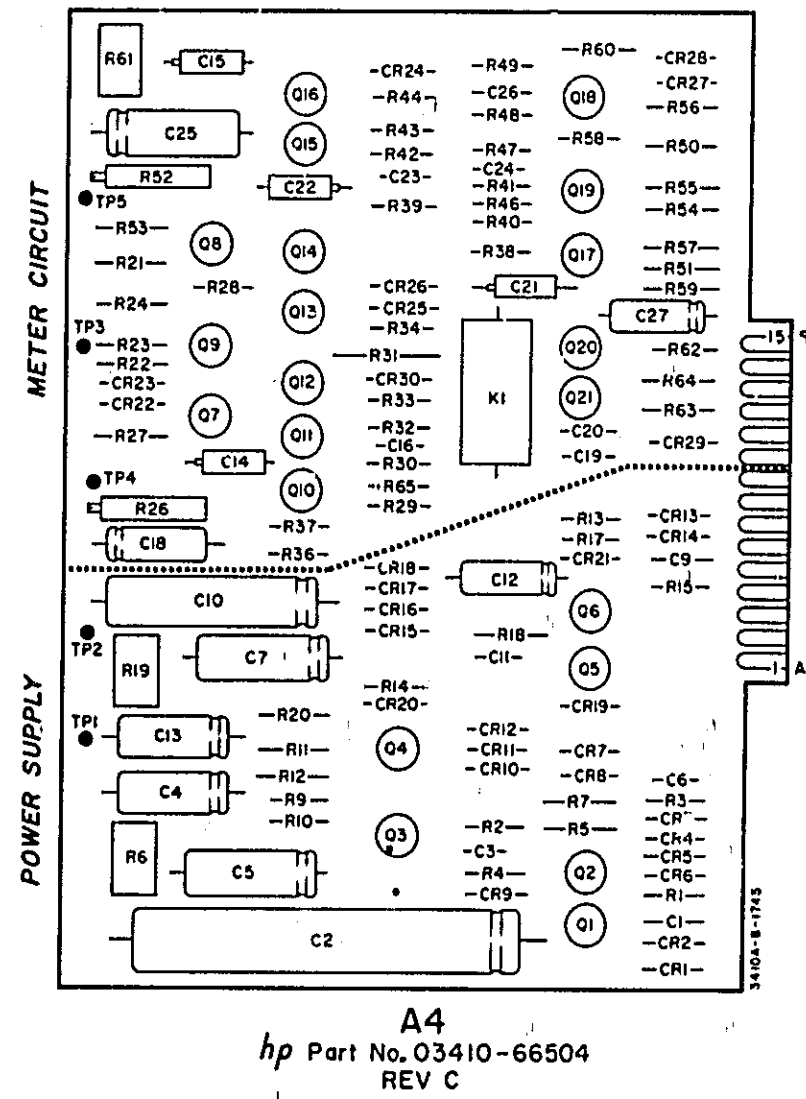 METER CIRCUIT
POWER SUPPLY
R61
C15
Q16
-CR24-
-R44-
-R49-
-C26-
-R48-
-R60-
Q18
-CR28-
-CR27-
-R56-
C25
Q15
-R43-
-R42-
-R47-
-R58-
-R50-
R52
TP5
C22
-C23-
-R39-
-C24-
-R41-
-R46-
-R40-
Q19
-R55-
-R54-
-R53-
-R21-
Q8
Q14
-R38-
Q17
-R57-
-R51-
-R59-
-R28-
-R24-
Q13
-CR26-
-CR25-
-R34-
C21
C27
TP3
-R23-
-R22-
-CR23-
-CR22-
-R27-
Q9
Q7
Q12
Q11
-R31-
-CR30-
-R33-
-R32-
-C16-
-R30-
-R65-
-R29-
K1
Q20
Q21
-C20-
-C19-
-R62-
-R64-
-R63-
-CR29-
15 S
C14
TP4
R26
C18
Q10
-R37-
-R36-
-R13-
-R17-
-CR21-
-CR13-
-CR14-
-C9-
-R15-
C10
-CR18-
-CR17-
-CR16-
-CR15-
C12
Q6
TP2
R19
C7
-R18-
-C11-
Q5
1 A
-R14-
-CR20-
-CR19-
TP1
C13
-R20-
-R11-
Q4
-CR12-
-CR11-
-CR10-
-CR7-
-CR8-
C4
-R12-
-R9-
-R10-
-R7-
-R5-
-C6-
-R3-
-CR-
-CR4-
-CR5-
-CR6-
-R1-
R6
C5
Q3
-R2-
-C3-
-R4-
-CR9-
Q2
C2
Q1
-C1-
-CR2-
-CR1-
3410A-B-1745
A4
hp Part No. 03410-66504
REV C